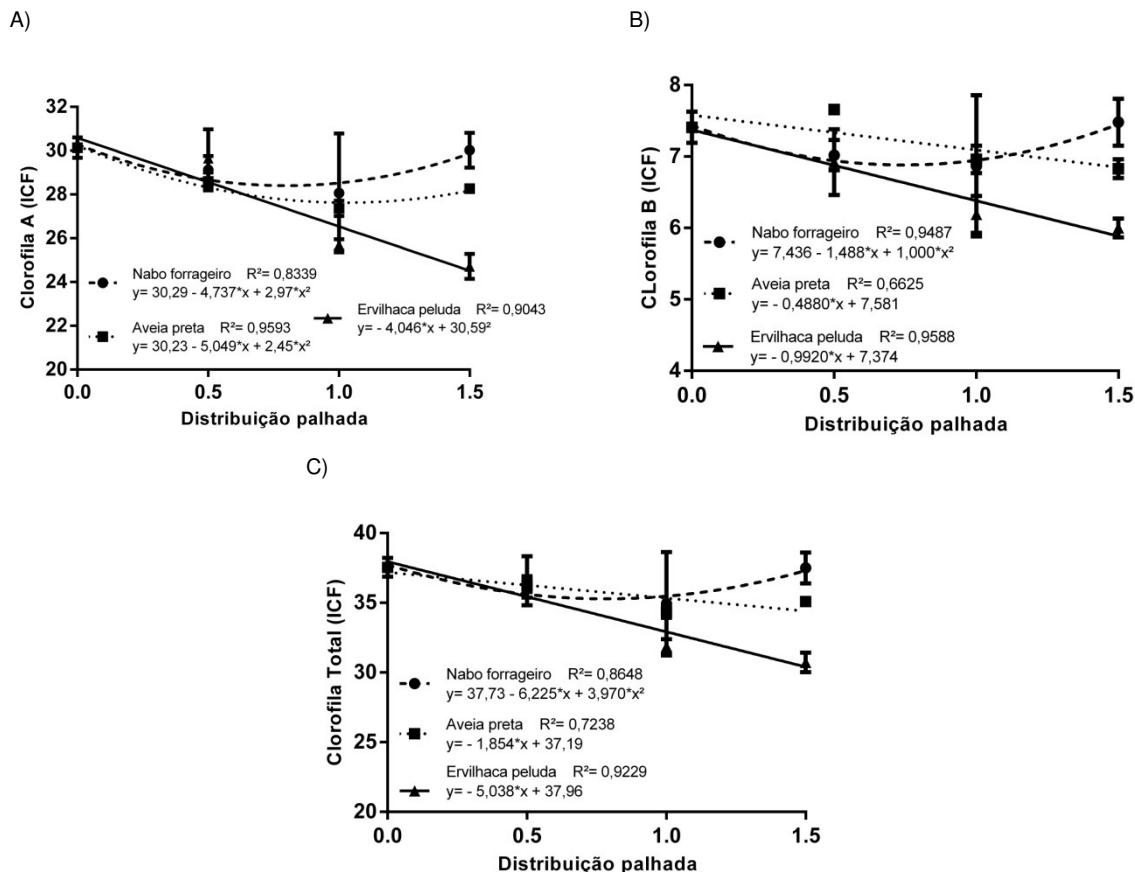 A)
Clorofila A (ICF)
32
30
28
26
24
22
20
Nabo forrageiro R²= 0,8339
y= 30,29 - 4,737*x + 2,97*x²
Aveia preta R²= 0,9593
y= 30,23 - 5,049*x + 2,45*x²
Ervilhaca peluda R²= 0,9043
y= - 4,046*x + 30,59²
0.0 0.5 1.0 1.5
Distribuição palhada
B)
CLorofila B (ICF)
8
7
6
5
4
Nabo forrageiro R²= 0,9487
y= 7,436 - 1,488*x + 1,000*x²
Aveia preta R²= 0,6625
y= - 0,4880*x + 7,581
Ervilhaca peluda R²= 0,9588
y= - 0,9920*x + 7,374
0.0 0.5 1.0 1.5
Distribuição palhada
C)
Clorofila Total (ICF)
40
35
30
25
20
Nabo forrageiro R²= 0,8648
y= 37,73 - 6,225*x + 3,970*x²
Aveia preta R²= 0,7238
y= - 1,854*x + 37,19
Ervilhaca peluda R²= 0,9229
y= - 5,038*x + 37,96
0.0 0.5 1.0 1.5
Distribuição palhada